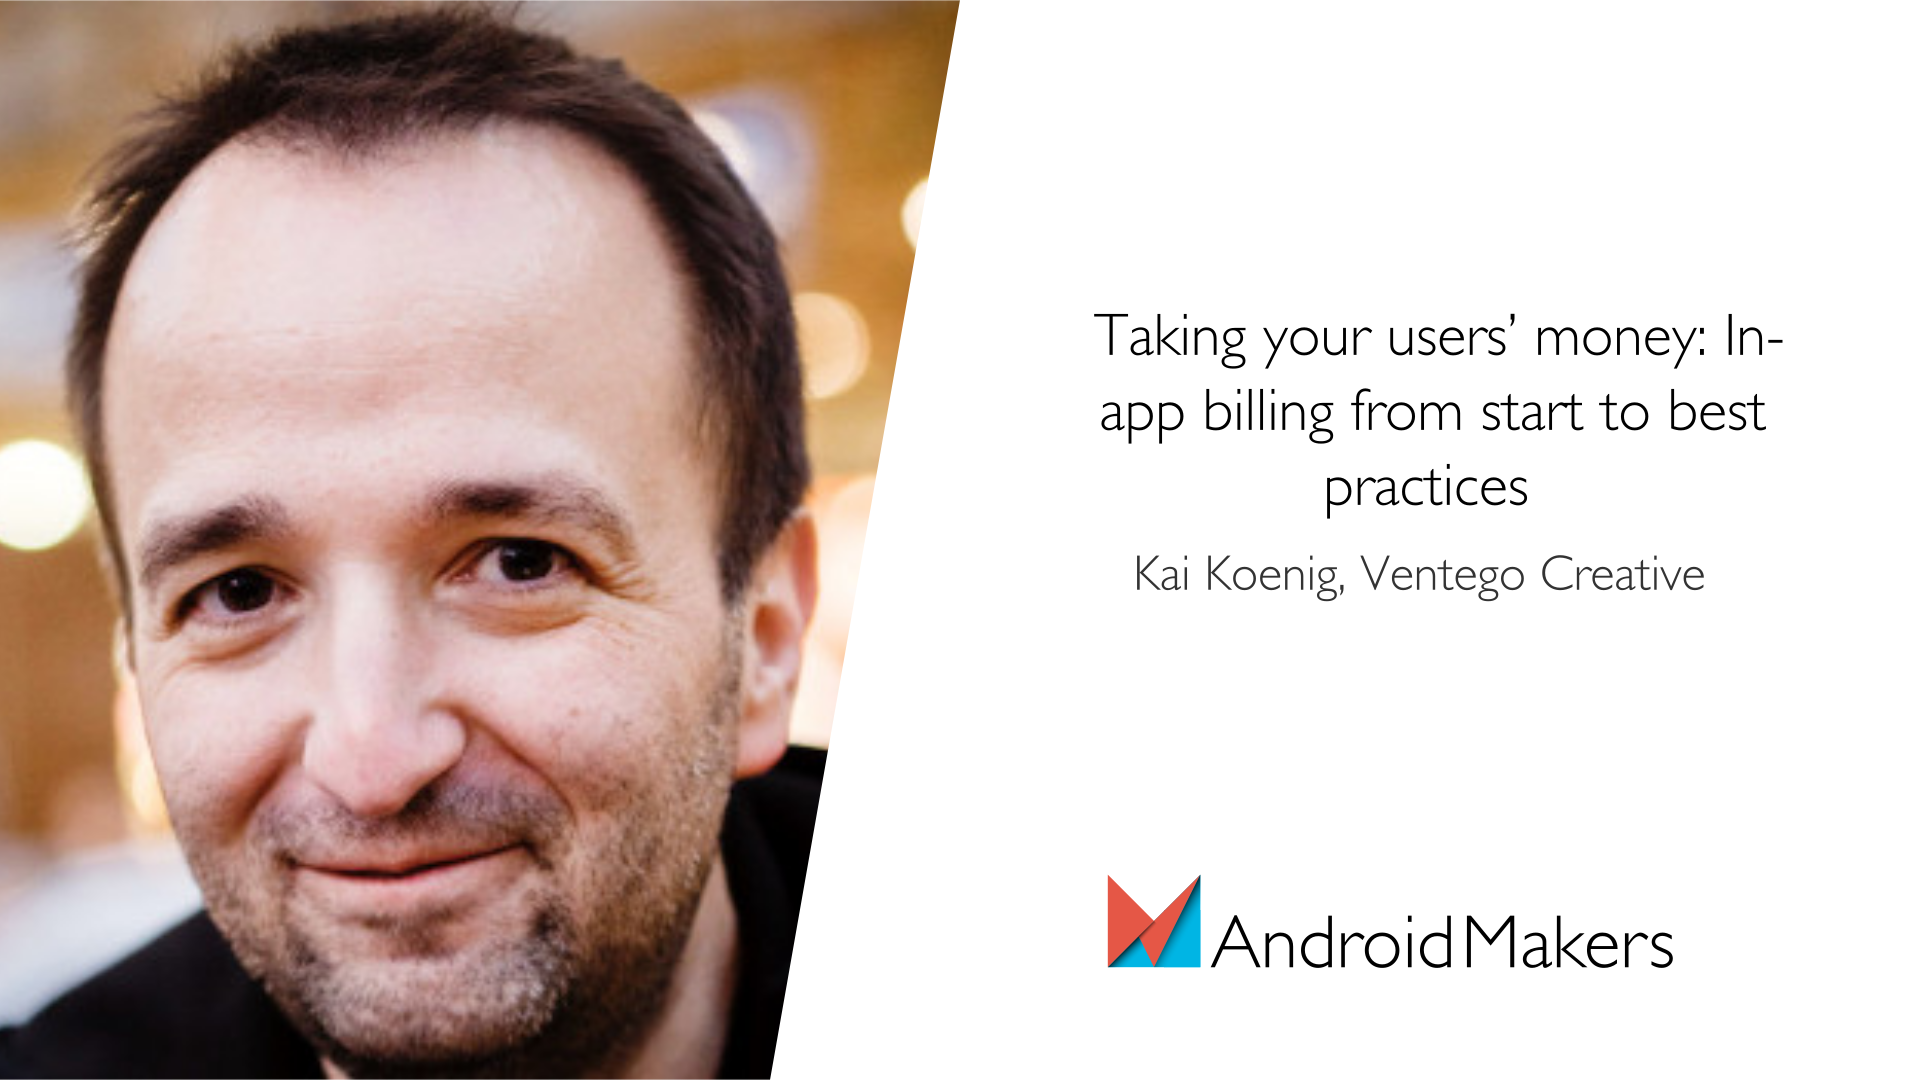 Taking your users’ money: In-
app billing from start to best
practices
Kai Koenig, Ventego Creative
AndroidMakers